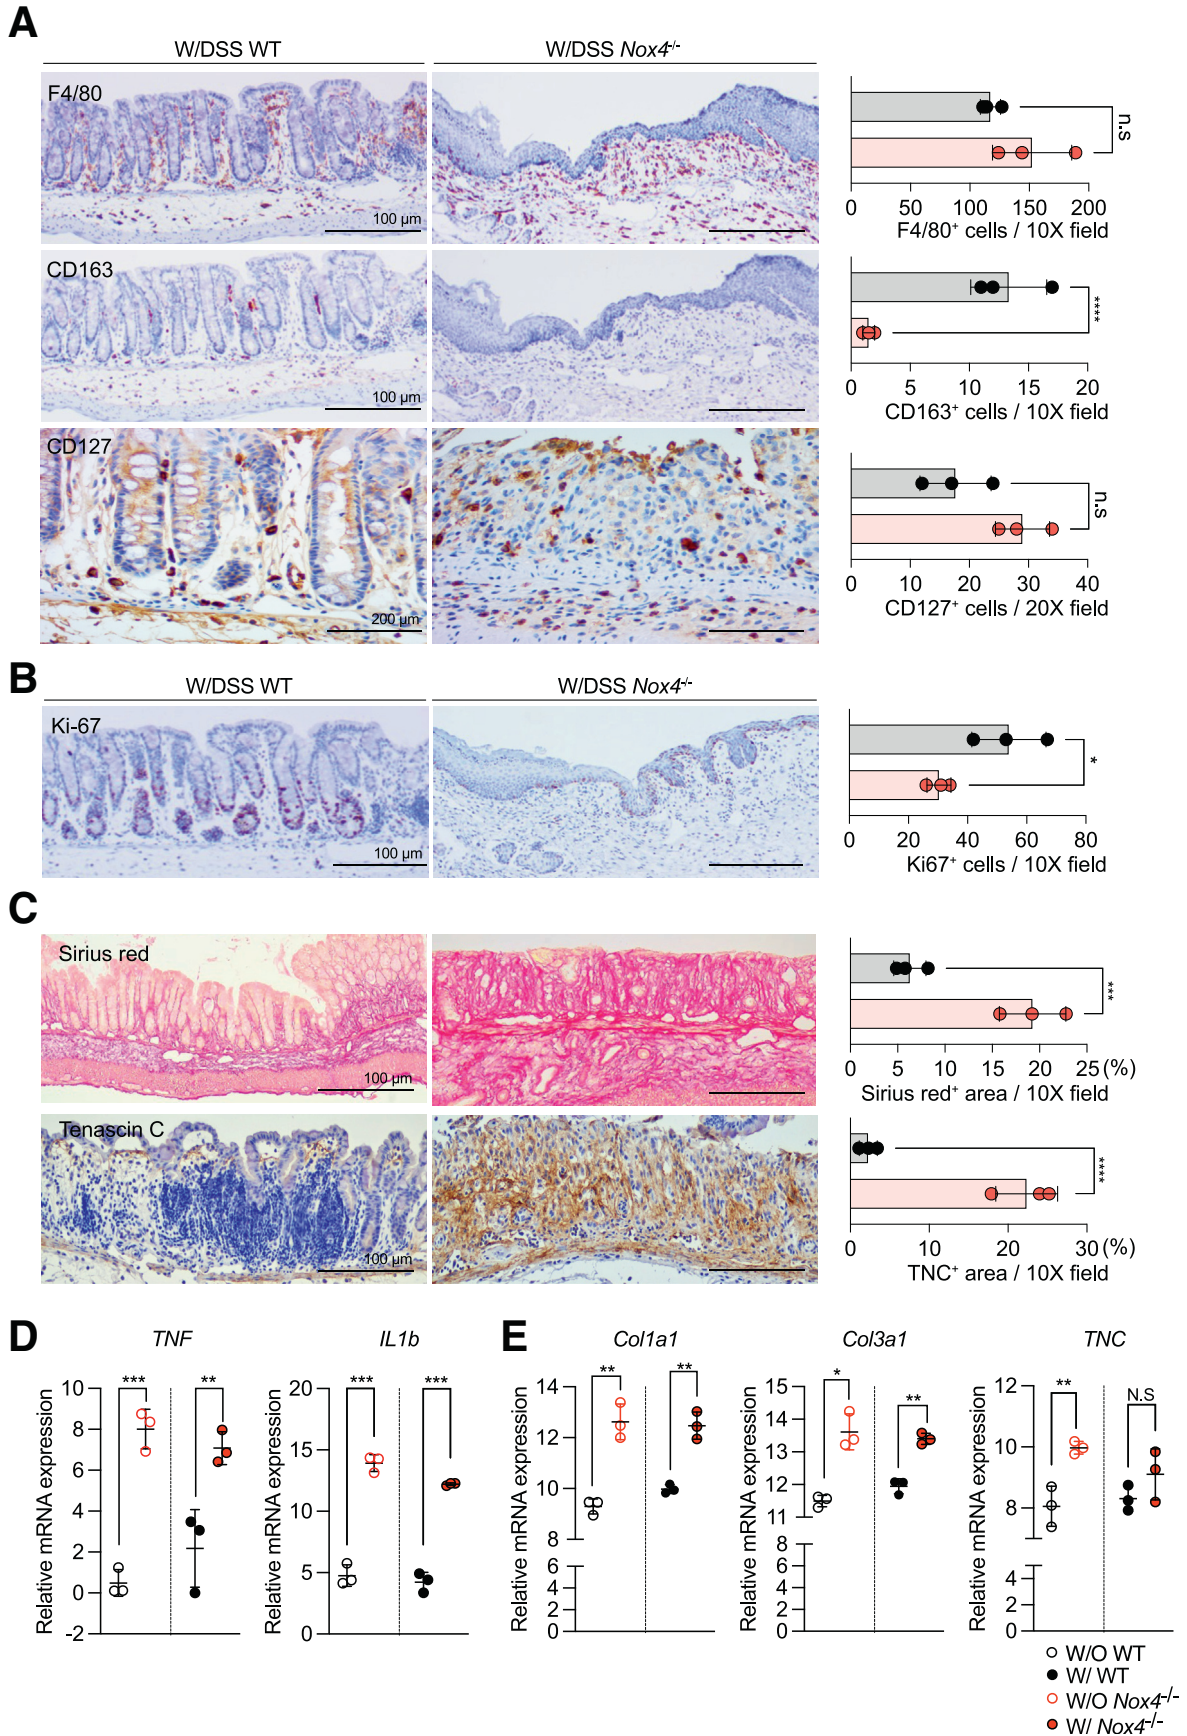 A
W/DSS WT
W/DSS Nox4-/-
F4/80
100 µm
n.s
0 50 100 150 200
F4/80+ cells / 10X field
CD163
100 µm
****
0 5 10 15 20
CD163+ cells / 10X field
CD127
200 µm
n.s
0 10 20 30 40
CD127+ cells / 20X field
B
W/DSS WT
W/DSS Nox4-/-
Ki-67
100 µm
*
0 20 40 60 80
Ki67+ cells / 10X field
C
Sirius red
100 µm
***
0 5 10 15 20 25 (%)
Sirius red+ area / 10X field
Tenascin C
100 µm
****
0 10 20 30 (%)
TNC+ area / 10X field
D
TNF
Relative mRNA expression
10
8
6
4
2
0
-2
***
**
IL1b
Relative mRNA expression
20
15
10
5
0
***
***
E
Col1a1
Relative mRNA expression
14
12
10
8
6
4
2
0
**
**
Col3a1
Relative mRNA expression
15
14
13
12
11
8
6
4
2
0
*
**
TNC
Relative mRNA expression
12
10
8
4
2
0
**
N.S
W/O WT
W/ WT
W/O Nox4-/-
W/ Nox4-/-